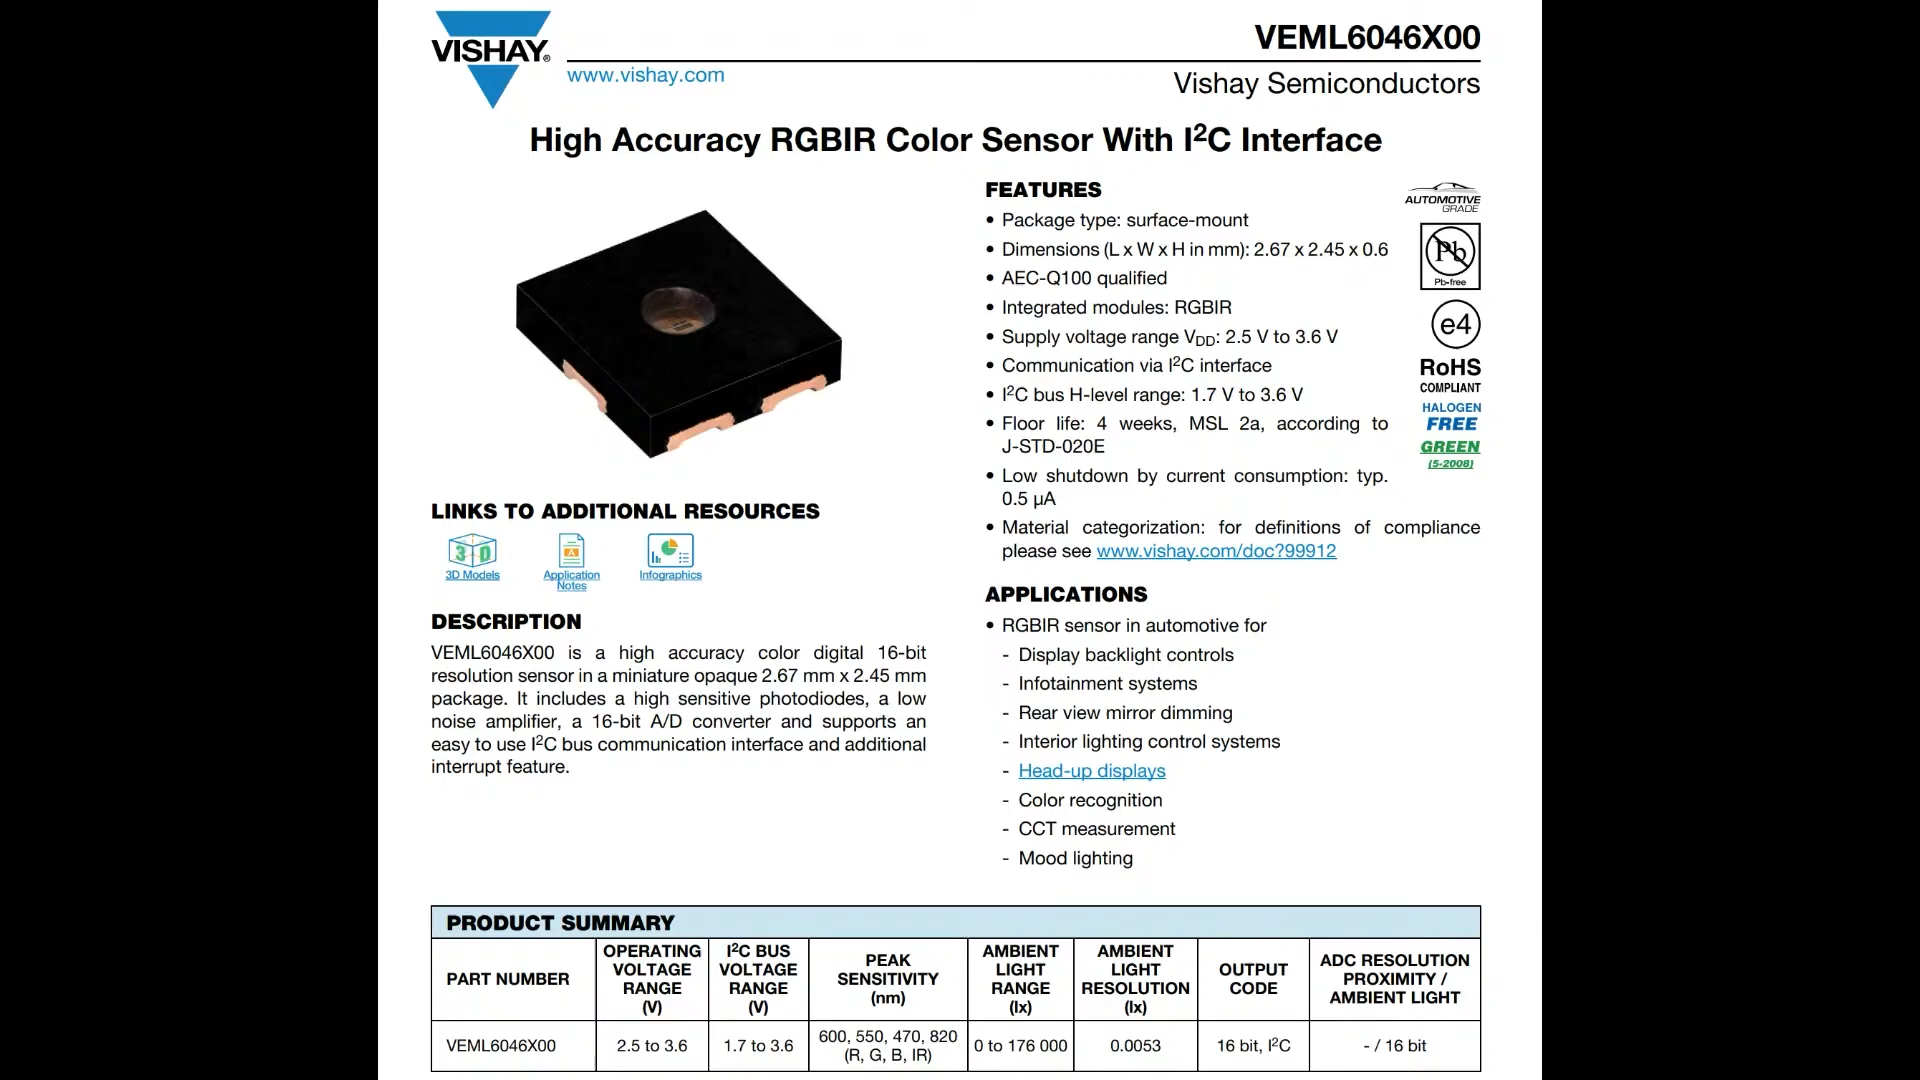 VISHAY®
www.vishay.com
VEML6046X00
Vishay Semiconductors
High Accuracy RGBIR Color Sensor With I²C Interface
LINKS TO ADDITIONAL RESOURCES
3D
3D Models
A
Application
Notes
Infographics
DESCRIPTION
VEML6046X00 is a high accuracy color digital 16-bit
resolution sensor in a miniature opaque 2.67 mm x 2.45 mm
package. It includes a high sensitive photodiodes, a low
noise amplifier, a 16-bit A/D converter and supports an
easy to use I²C bus communication interface and additional
interrupt feature.
FEATURES
• Package type: surface-mount
• Dimensions (L x W x H in mm): 2.67 x 2.45 x 0.6
• AEC-Q100 qualified
• Integrated modules: RGBIR
• Supply voltage range VDD: 2.5 V to 3.6 V
• Communication via I²C interface
• I²C bus H-level range: 1.7 V to 3.6 V
• Floor life: 4 weeks, MSL 2a, according to
J-STD-020E
• Low shutdown by current consumption: typ.
0.5 μA
• Material categorization: for definitions of compliance
please see www.vishay.com/doc?99912
AUTOMOTIVE
GRADE
Pb
Pb-free
e4
RoHS
COMPLIANT
HALOGEN
FREE
GREEN
(5-2008)
APPLICATIONS
• RGBIR sensor in automotive for
- Display backlight controls
- Infotainment systems
- Rear view mirror dimming
- Interior lighting control systems
- Head-up displays
- Color recognition
- CCT measurement
- Mood lighting
PRODUCT SUMMARY
PART NUMBER
OPERATING
VOLTAGE
RANGE
(V)
I²C BUS
VOLTAGE
RANGE
(V)
PEAK
SENSITIVITY
(nm)
AMBIENT
LIGHT
RANGE
(lx)
AMBIENT
LIGHT
RESOLUTION
(lx)
OUTPUT
CODE
ADC RESOLUTION
PROXIMITY /
AMBIENT LIGHT
VEML6046X00
2.5 to 3.6
1.7 to 3.6
600, 550, 470, 820
(R, G, B, IR)
0 to 176 000
0.0053
16 bit, I²C
- / 16 bit